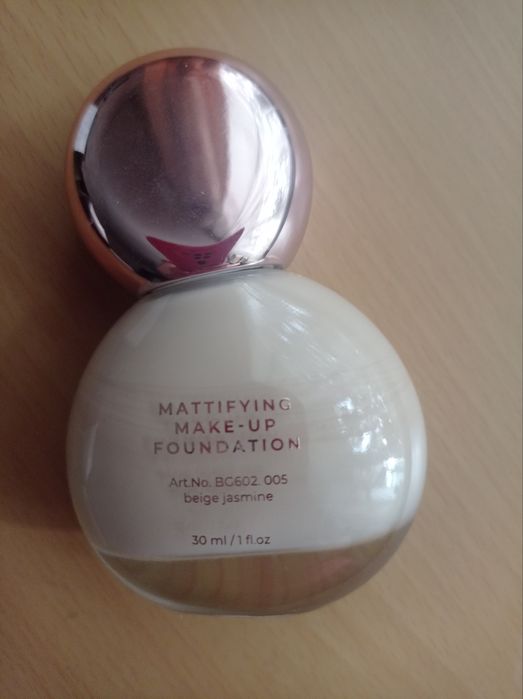 MATTIFYING
MAKE-UP
FOUNDATION
Art.No. BG602. 005
beige jasmine
30 ml / 1 fl.oz